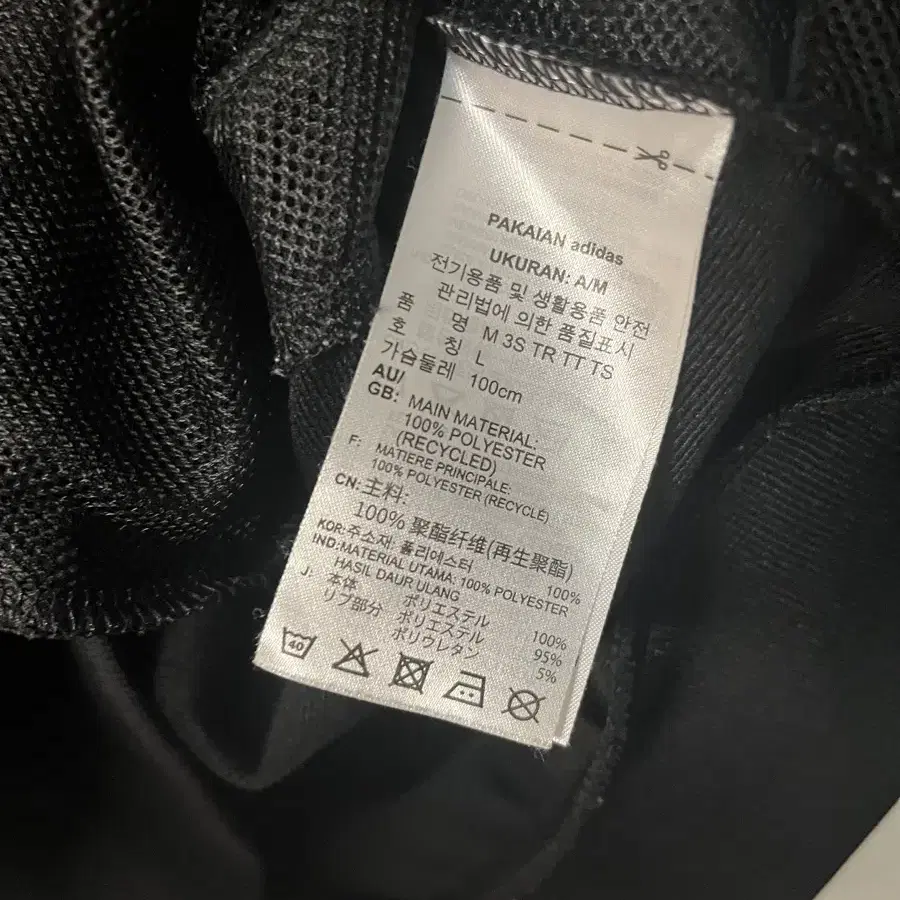 PAKAIAN adidas
UKURAN: A/M
전기용품 및 생활용품 안전
관리법에 의한 품질표시
품 명 M 3S TR TT TS
호 칭 L
가슴둘레 100cm
AU/
GB: MAIN MATERIAL:
100% POLYESTER
(RECYCLED)
F: MATIERE PRINCIPALE:
100% POLYESTER (RECYCLÉ)
CN: 主料:
100% 聚酯纤维(再生聚酯)
KOR: 주소재, 폴리에스터 100%
IND: MATERIAL UTAMA: 100% POLYESTER
HASIL DAUR ULANG
J: 本体 ポリエステル 100%
リブ部分 ポリエステル 95%
ポリウレタン 5%
40